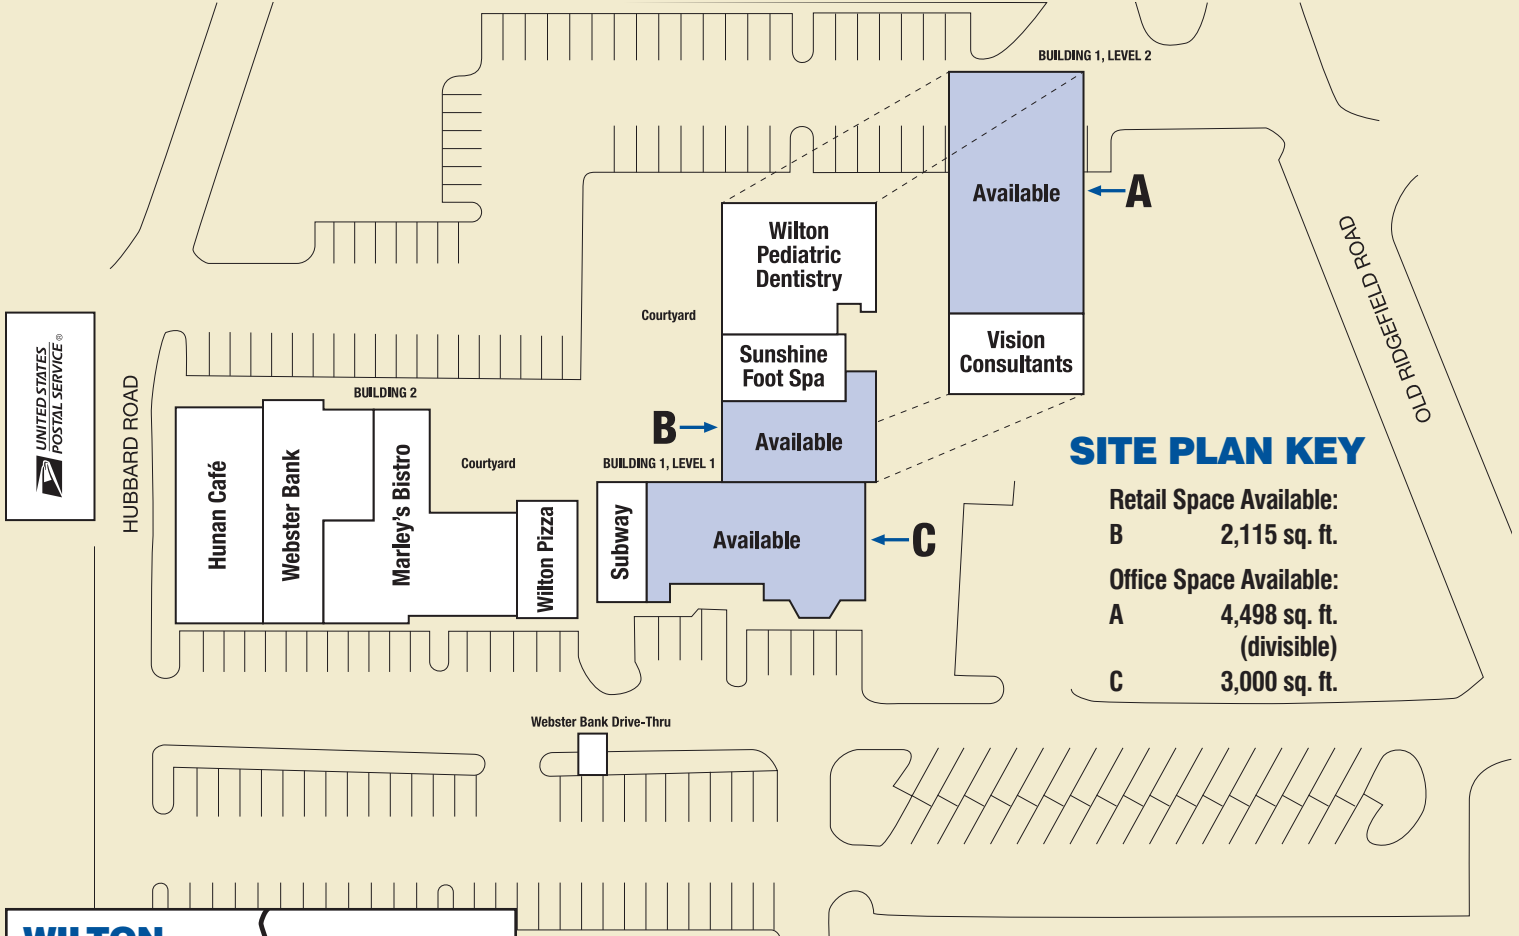 BUILDING 1, LEVEL 2
Available
A
Wilton
Pediatric
Dentistry
Courtyard
Vision
Consultants
Sunshine
Foot Spa
OLD RIDGEFIELD ROAD
UNITED STATES
POSTAL SERVICE ®
HUBBARD ROAD
BUILDING 2
B
Available
BUILDING 1, LEVEL 1
Courtyard
Hunan Café
Webster Bank
Marley's Bistro
Wilton Pizza
Subway
Available
C
SITE PLAN KEY
Retail Space Available:
B 2,115 sq. ft.
Office Space Available:
A 4,498 sq. ft.
(divisible)
C 3,000 sq. ft.
Webster Bank Drive-Thru
WILTON